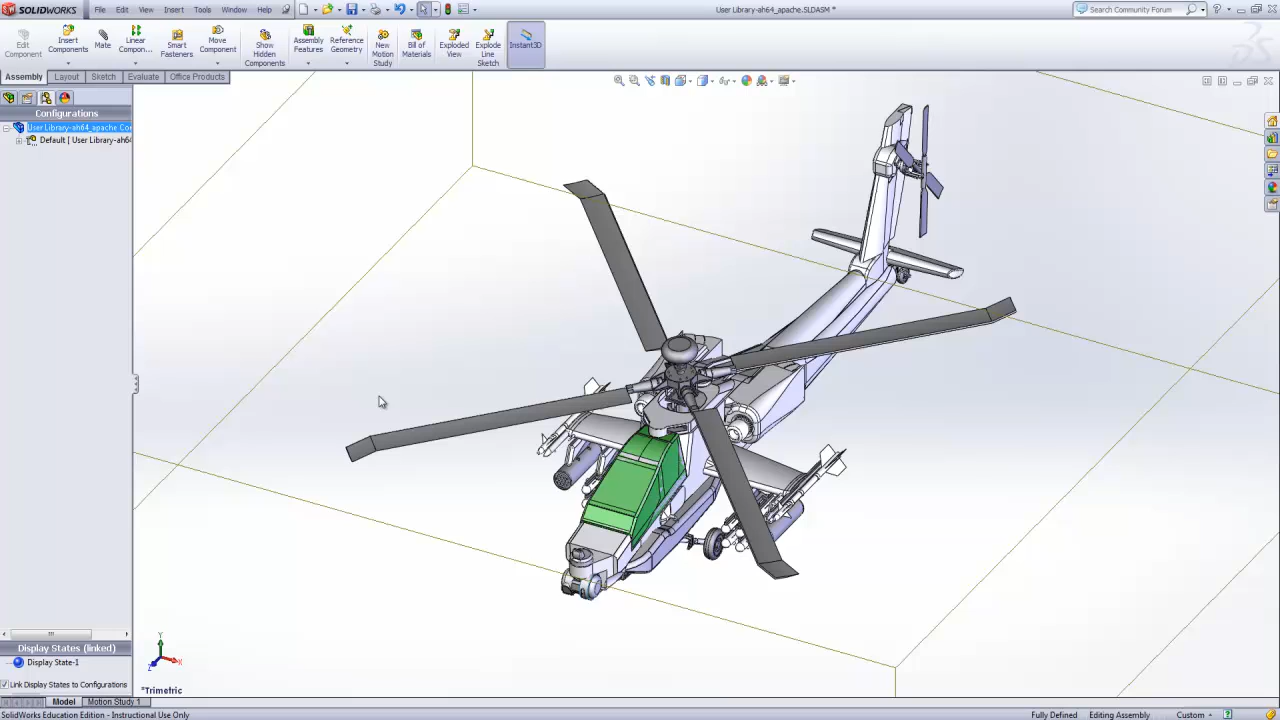 SOLIDWORKS File Edit View Insert Tools Window Help User Library-ah64_apache.SLDASM * Search Community Forum
Edit Component
Insert Components
Mate
Linear Compon...
Smart Fasteners
Move Component
Show Hidden Components
Assembly Features
Reference Geometry
New Motion Study
Bill of Materials
Exploded View
Explode Line Sketch
Instant3D
Assembly Layout Sketch Evaluate Office Products
Configurations
User Library-ah64_apache Con
Default [ User Library-ah64
Display States (linked)
Display State-1
Link Display States to Configurations
Y
X
Z
*Trimetric
Model Motion Study 1
SolidWorks Education Edition - Instructional Use Only Fully Defined Editing Assembly Custom